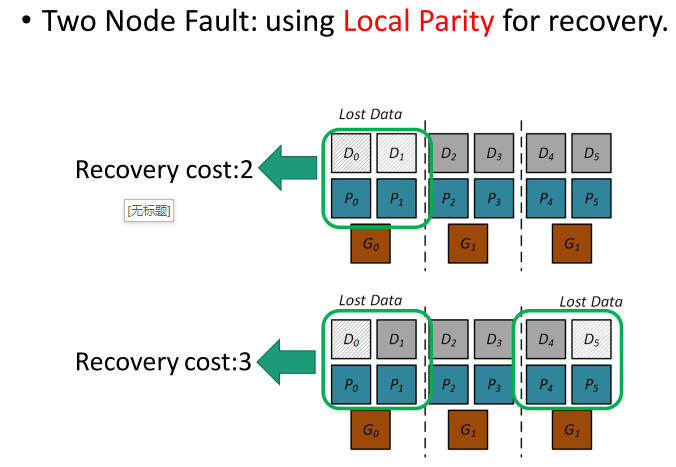 • Two Node Fault: using Local Parity for recovery.
Lost Data
D0 D1 D2 D3 D4 D5
Recovery cost:2
P0 P1 P2 P3 P4 P5
[无标题]
G0 G1 G1
Lost Data Lost Data
D0 D1 D2 D3 D4 D5
Recovery cost:3
P0 P1 P2 P3 P4 P5
G0 G1 G1